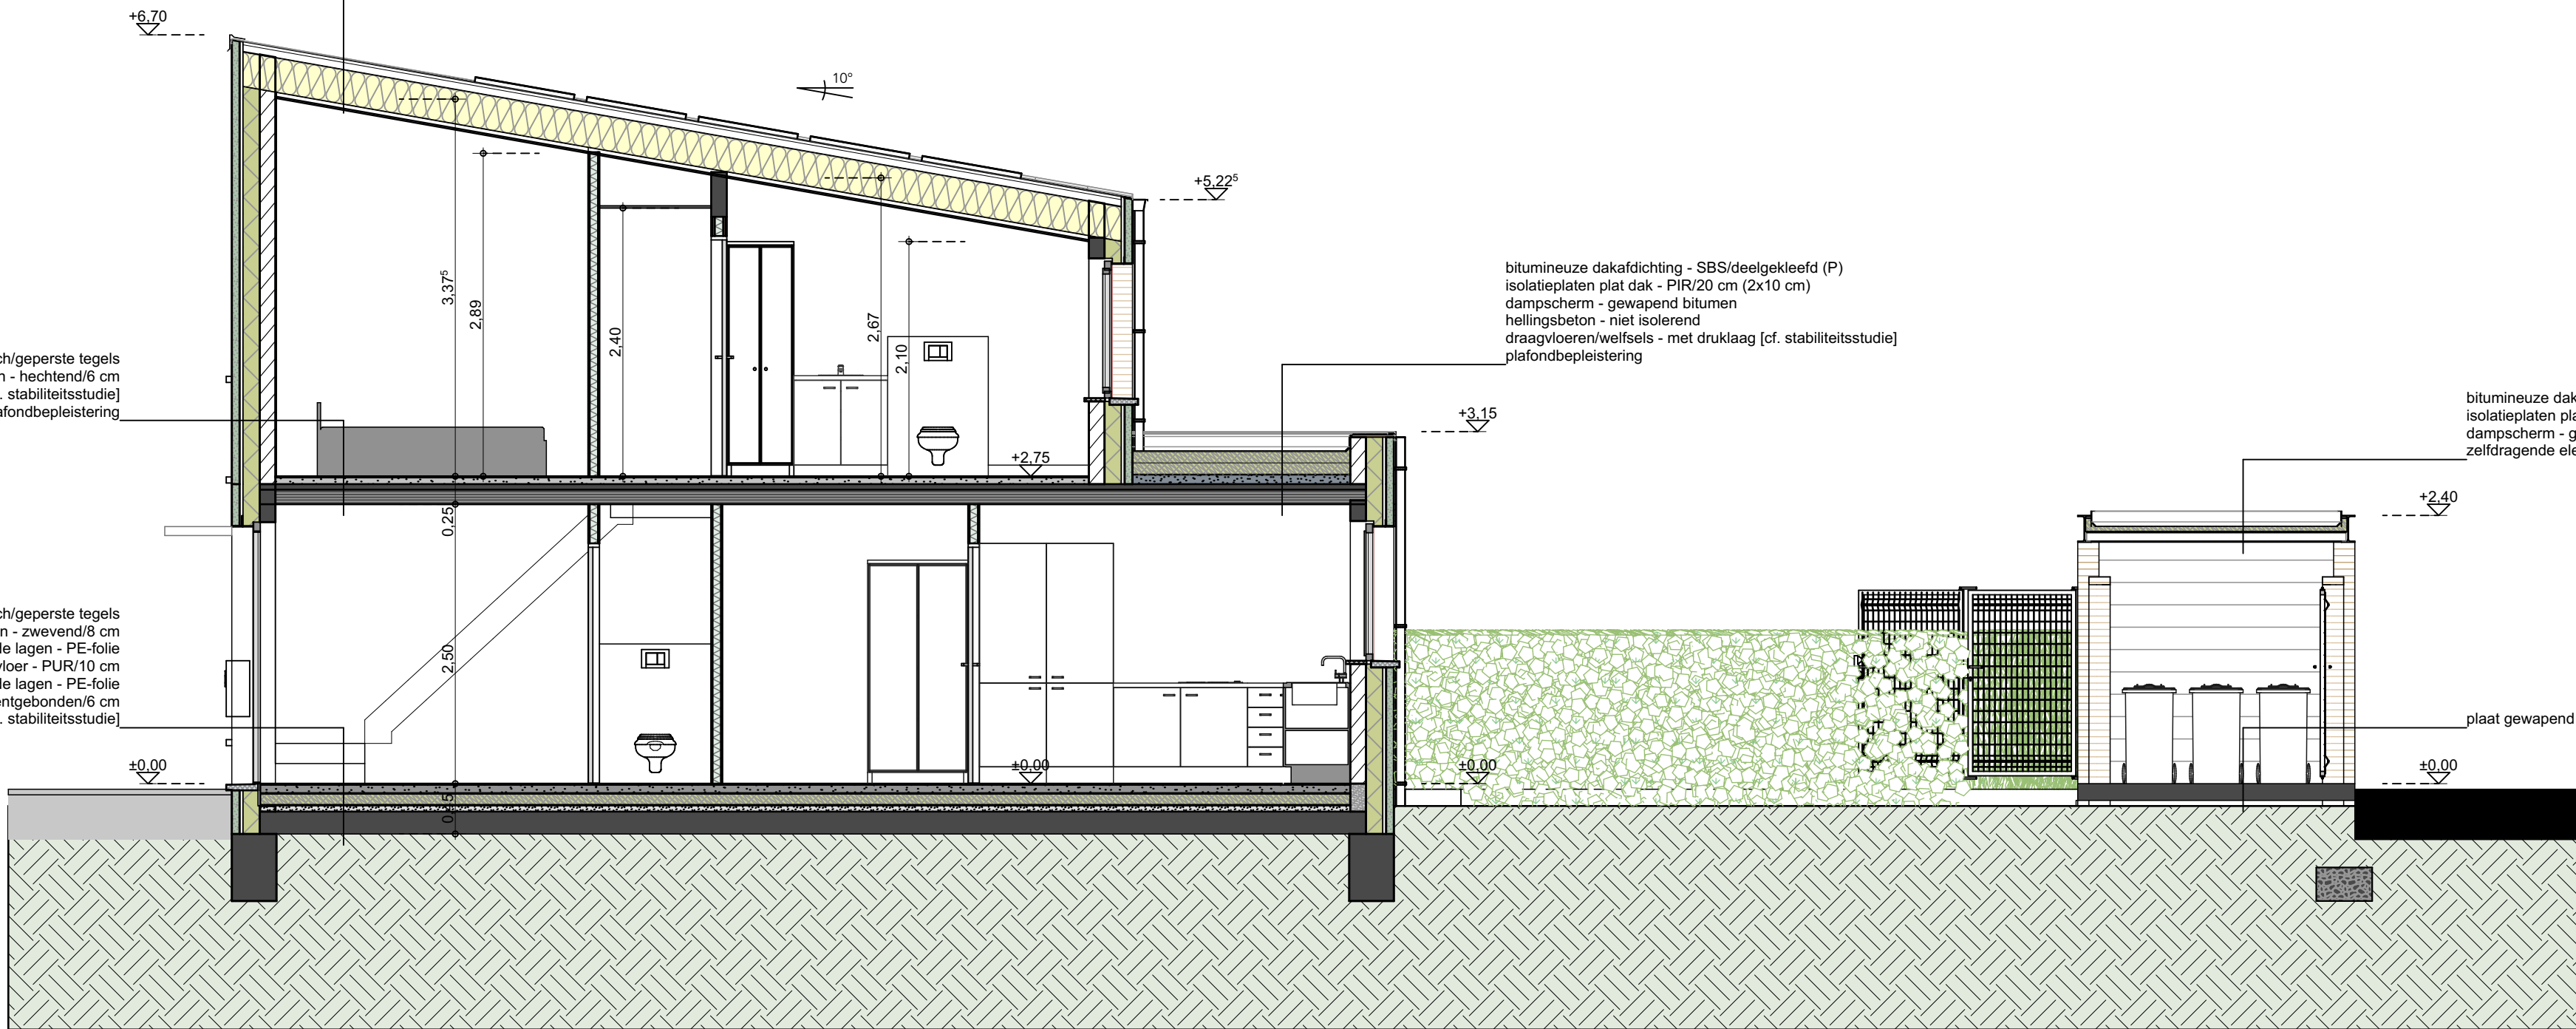 +6,70
10°
+5,22⁵
bitumineuze dakafdichting - SBS/deelgekleefd (P)
isolatieplaten plat dak - PIR/20 cm (2x10 cm)
dampscherm - gewapend bitumen
hellingsbeton - niet isolerend
draagvloeren/welfsels - met druklaag [cf. stabiliteitsstudie]
plafondbepleistering
3,37⁵
2,89
2,40
2,67
2,10
ch/geperste tegels
n - hechtend/6 cm
. stabiliteitsstudie]
afondbepleistering
+3,15
bitumineuze dak
isolatieplaten pla
dampscherm - g
zelfdragende ele
+2,75
+2,40
0,25
2,50
ch/geperste tegels
n - zwevend/8 cm
de lagen - PE-folie
vloer - PUR/10 cm
de lagen - PE-folie
entgebonden/6 cm
. stabiliteitsstudie]
plaat gewapend
±0,00
±0,00
±0,00
±0,00